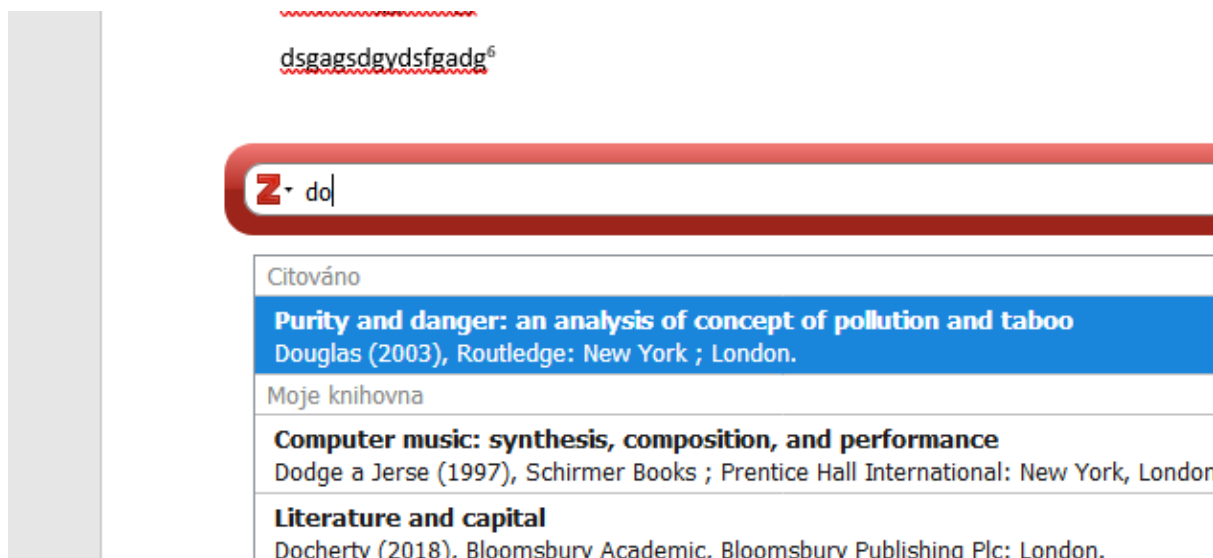 dsgagsdgydsfgadg⁶
Z do
Citováno
Purity and danger: an analysis of concept of pollution and taboo
Douglas (2003), Routledge: New York ; London.
Moje knihovna
Computer music: synthesis, composition, and performance
Dodge a Jerse (1997), Schirmer Books ; Prentice Hall International: New York, London
Literature and capital
Docherty (2018), Bloomsbury Academic, Bloomsbury Publishing Plc: London.